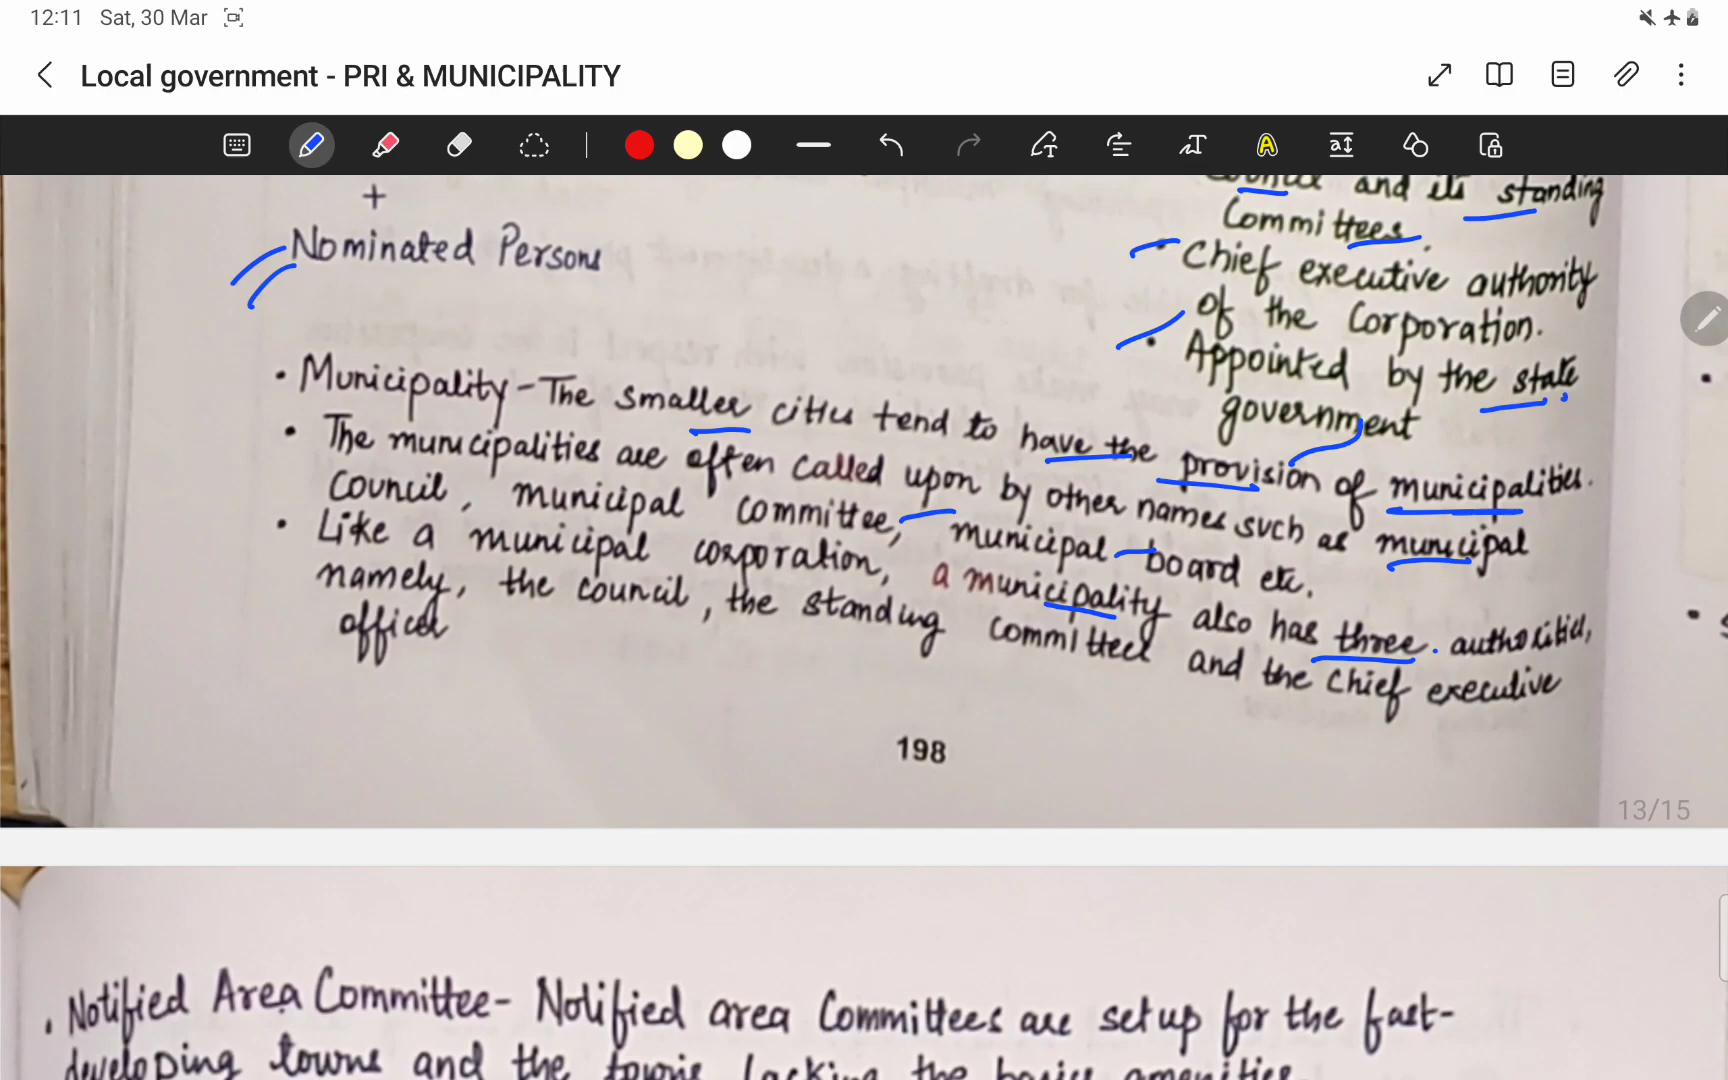 12:11 Sat, 30 Mar
Local government - PRI & MUNICIPALITY
+
Nominated Persons
and its standing
Committees.
• Chief executive authority
of the Corporation.
• Appointed by the state
government
• Municipality - The smaller cities tend to have the provision of municipalities.
• The municipalities are often called upon by other names such as municipal
Council, municipal committee, municipal board etc.
• Like a municipal corporation, a municipality also has three authorities,
namely, the council, the standing committee and the Chief executive
officer
198
13/15
• Notified Area Committee - Notified area Committees are set up for the fast-
developing towns and the towns lacking the basic amenities.